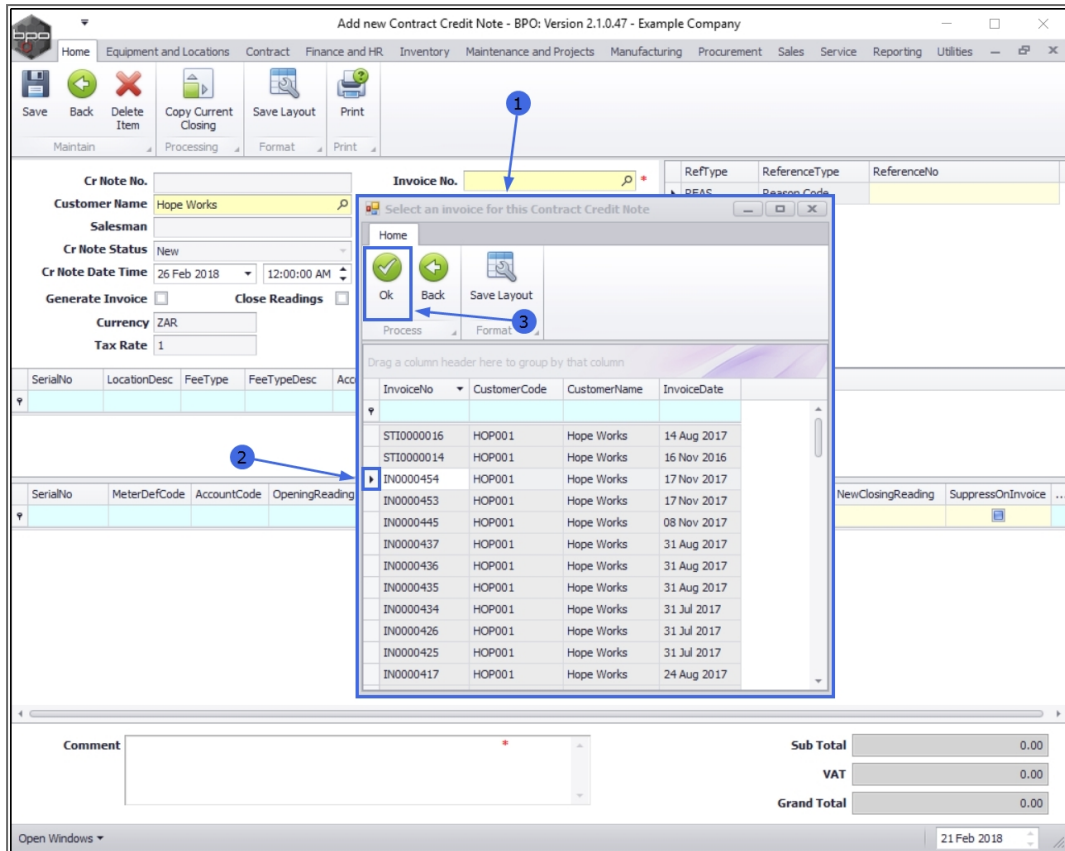 Add new Contract Credit Note - BPO: Version 2.1.0.47 - Example Company
bpo
Home Equipment and Locations Contract Finance and HR Inventory Maintenance and Projects Manufacturing Procurement Sales Service Reporting Utilities
Save Back Delete Item Copy Current Closing Save Layout Print
Maintain Processing Format Print
1
Cr Note No.
Invoice No. *
RefType ReferenceType ReferenceNo
REAS Reason Code
Customer Name Hope Works
Salesman
Cr Note Status New
Cr Note Date Time 26 Feb 2018 12:00:00 AM
Generate Invoice Close Readings
Currency ZAR
Tax Rate 1
Select an invoice for this Contract Credit Note
Home
Ok Back Save Layout
3
Process Format
Drag a column header here to group by that column
SerialNo LocationDesc FeeType FeeTypeDesc Acc
InvoiceNo CustomerCode CustomerName InvoiceDate
STI0000016 HOP001 Hope Works 14 Aug 2017
STI0000014 HOP001 Hope Works 16 Nov 2016
2
IN0000454 HOP001 Hope Works 17 Nov 2017
IN0000453 HOP001 Hope Works 17 Nov 2017
IN0000445 HOP001 Hope Works 08 Nov 2017
IN0000437 HOP001 Hope Works 31 Aug 2017
IN0000436 HOP001 Hope Works 31 Aug 2017
IN0000435 HOP001 Hope Works 31 Aug 2017
IN0000434 HOP001 Hope Works 31 Jul 2017
IN0000426 HOP001 Hope Works 31 Jul 2017
IN0000425 HOP001 Hope Works 31 Jul 2017
IN0000417 HOP001 Hope Works 24 Aug 2017
SerialNo MeterDefCode AccountCode OpeningReading NewClosingReading SuppressOnInvoice ...
Comment *
Sub Total 0.00
VAT 0.00
Grand Total 0.00
Open Windows 21 Feb 2018